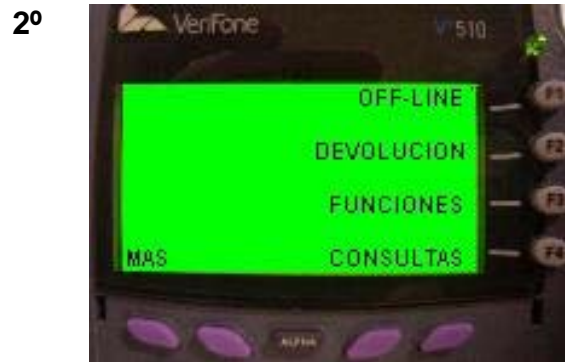 2º
VeriFone
510
OFF-LINE
F1
DEVOLUCION
F2
FUNCIONES
F3
MAS CONSULTAS
F4
ALPHA